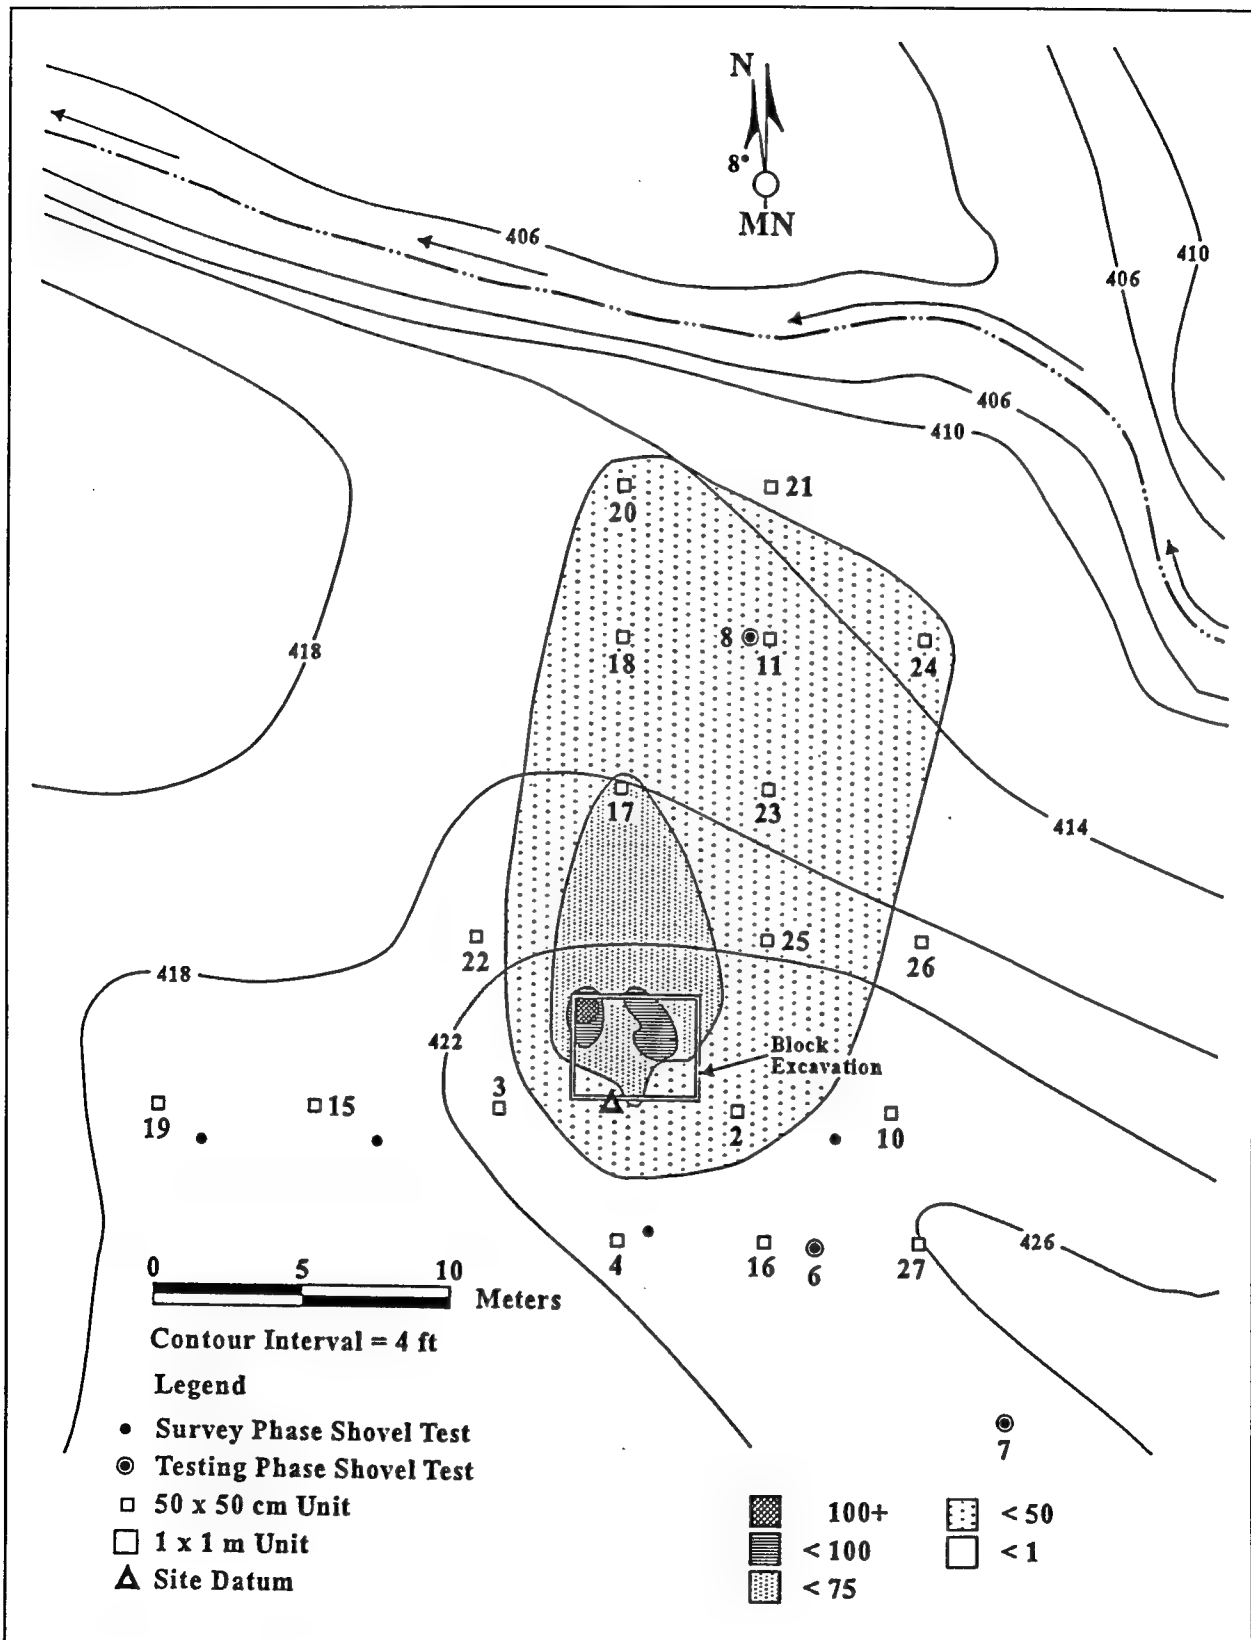 N
8°
MN
406
410
406
406
410
20
21
418
18
8
11
24
17
23
414
22
25
26
418
422
Block
Excavation
3
19
15
2
10
4
16
6
27
426
0 5 10
Meters
Contour Interval = 4 ft
Legend
Survey Phase Shovel Test
Testing Phase Shovel Test
50 x 50 cm Unit
1 x 1 m Unit
Site Datum
7
100+
< 100
< 75
< 50
< 1